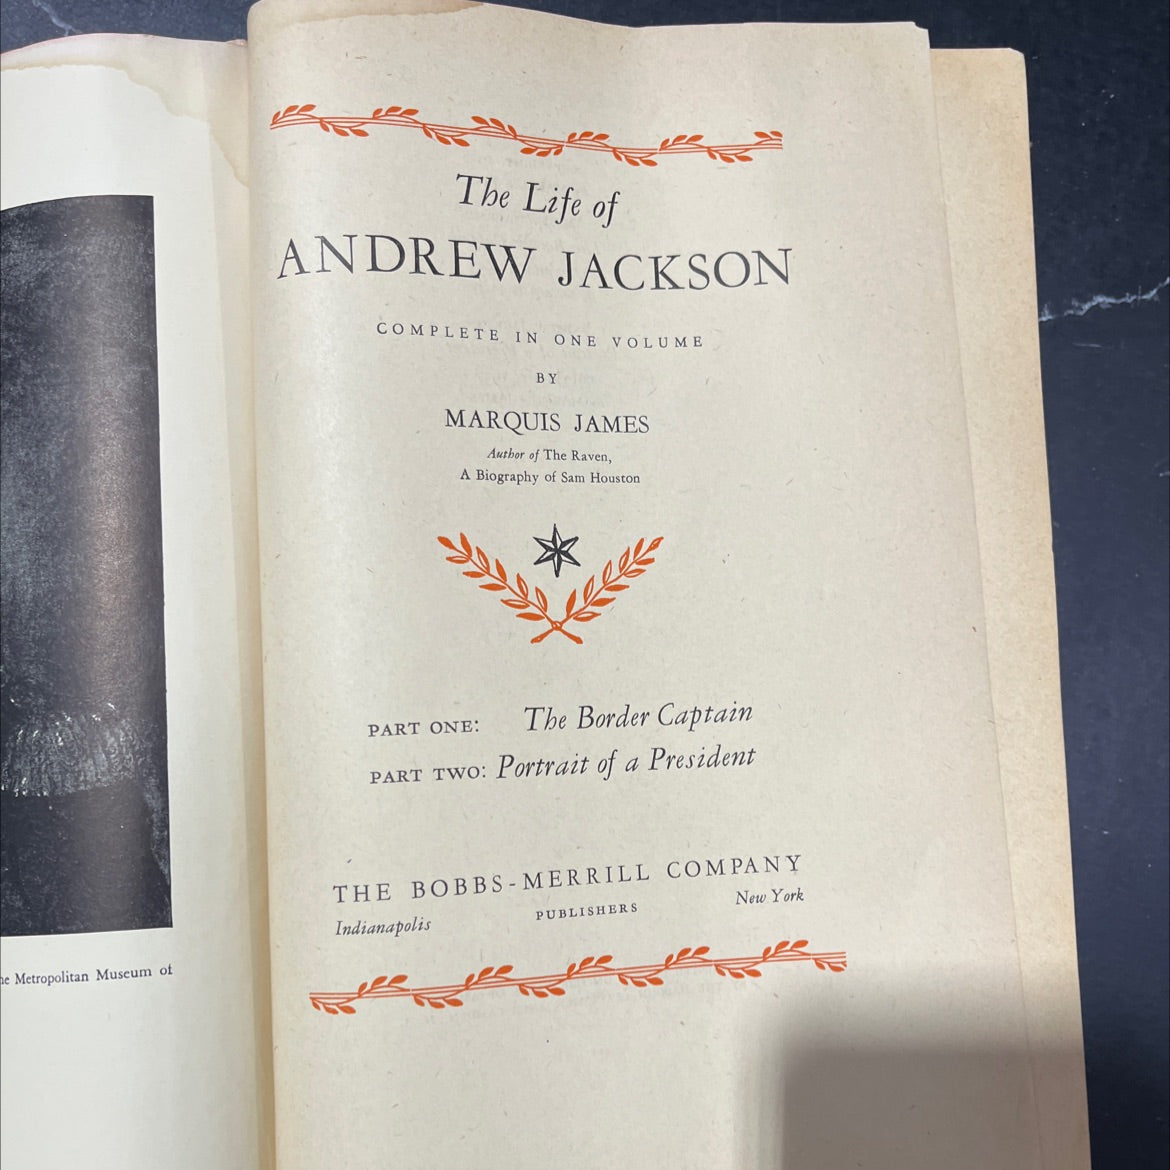 The Life of
ANDREW JACKSON
COMPLETE IN ONE VOLUME
BY
MARQUIS JAMES
Author of The Raven,
A Biography of Sam Houston
PART ONE: The Border Captain
PART TWO: Portrait of a President
THE BOBBS-MERRILL COMPANY
Indianapolis PUBLISHERS New York
Metropolitan Museum of